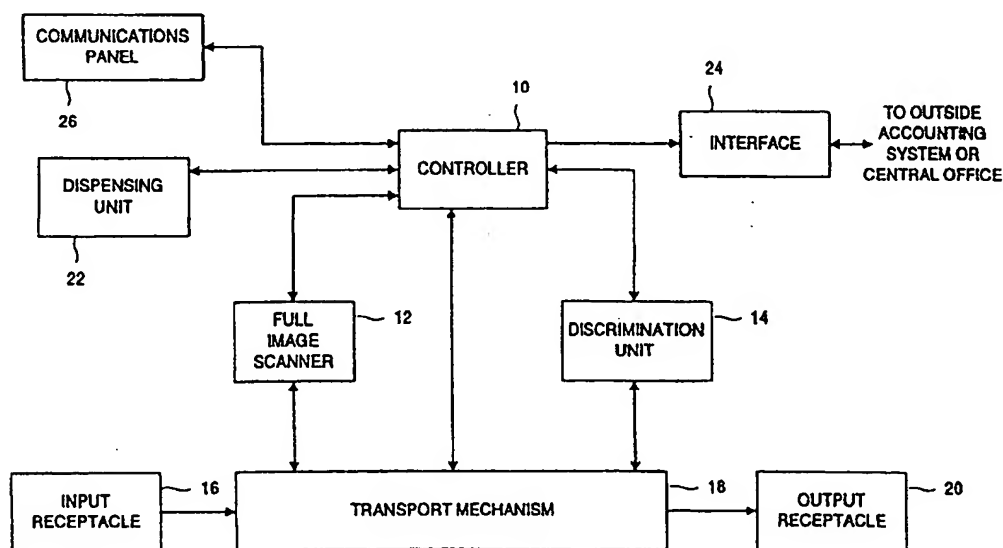 COMMUNICATIONS
PANEL
26
10
24
TO OUTSIDE
ACCOUNTING
SYSTEM OR
CENTRAL OFFICE
CONTROLLER
INTERFACE
DISPENSING
UNIT
22
FULL
IMAGE
SCANNER
12
DISCRIMINATION
UNIT
14
INPUT
RECEPTACLE
16
TRANSPORT MECHANISM
18
OUTPUT
RECEPTACLE
20